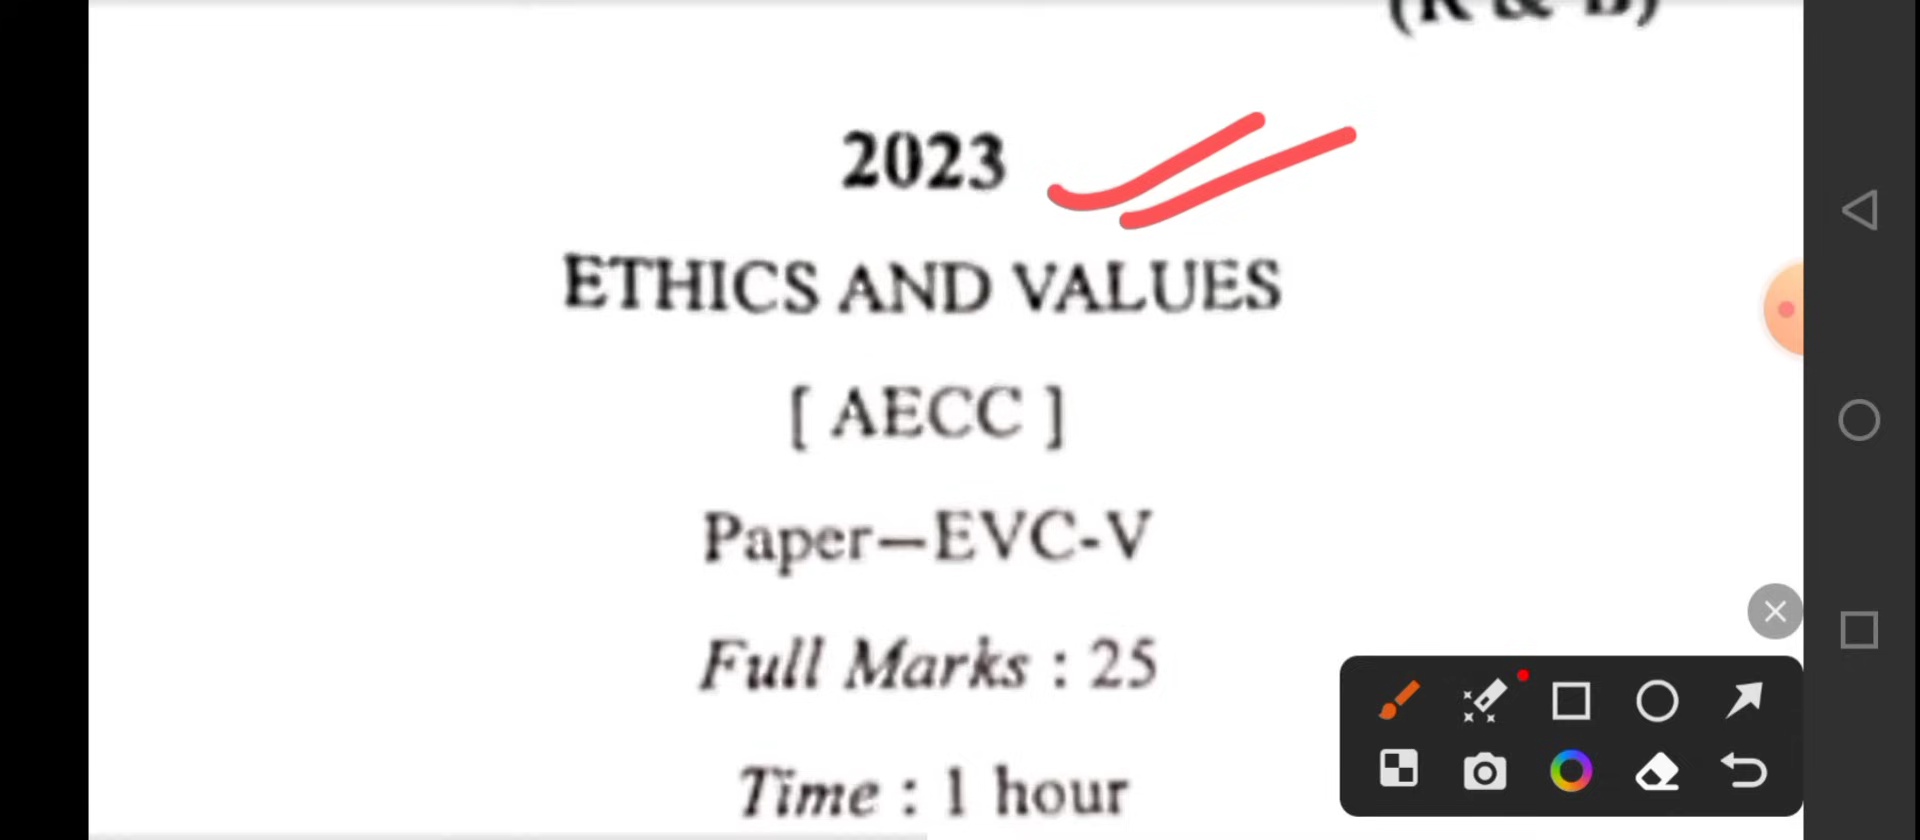 (R & B)
2023
ETHICS AND VALUES
[ AECC ]
Paper—EVC-V
Full Marks : 25
Time : 1 hour